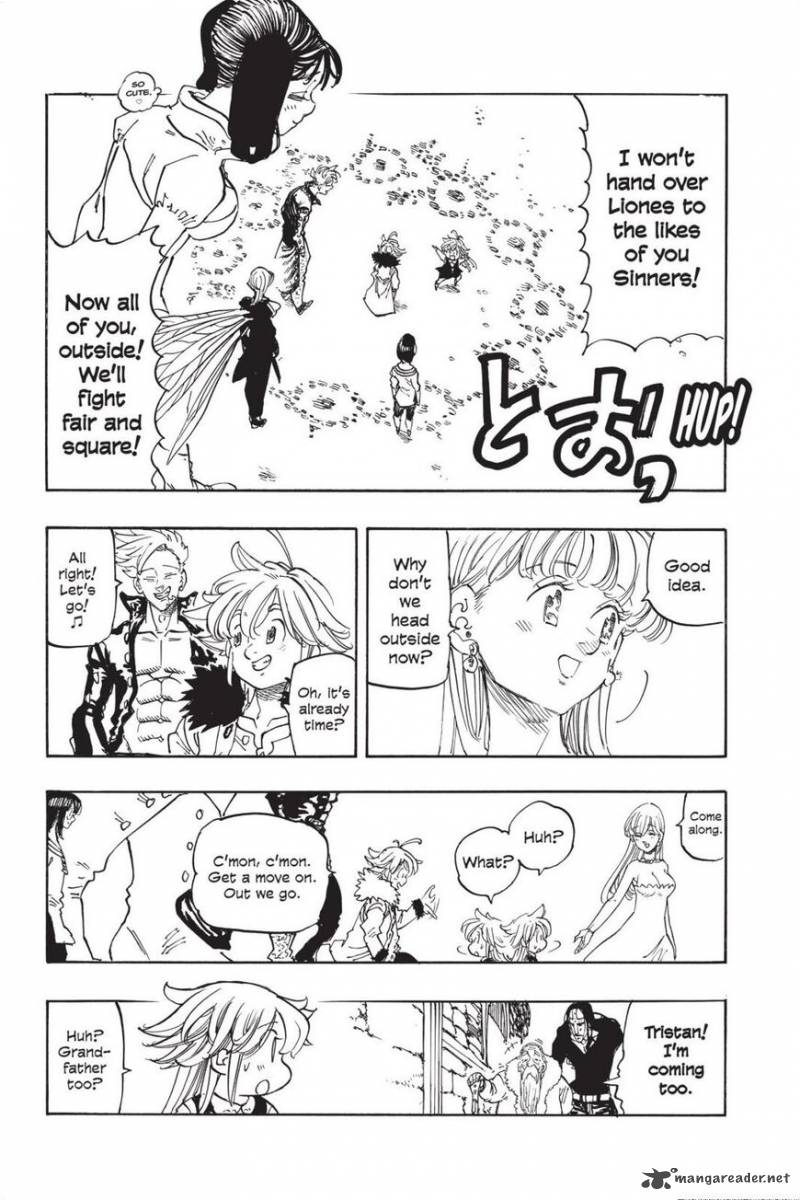 I won't
hand over
Liones to
the likes
of you
Sinners!
SO
CUTE.
Now all
of you,
outside!
We'll
fight
fair and
square!
とおっ
HUP!
Good
idea.
Why
don't
we
head
outside
now?
All
right!
Let's
go!
♫
Oh, it's
already
time?
Come
along.
Huh?
What?
C'mon, c'mon.
Get a move on.
Out we go.
Tristan!
I'm
coming
too.
Huh?
Grand-
father
too?
mangareader.net